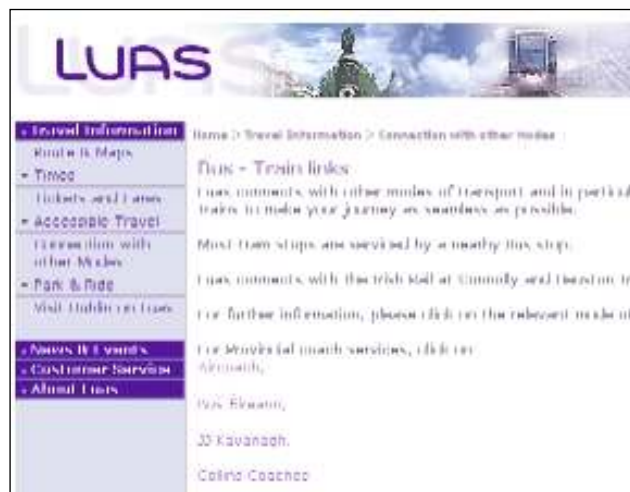 LUAS
Travel Information
Route & Maps
Times
Tickets and Fares
Accessible Travel
Connection with
other Modes
Park & Ride
Visit Dublin on Luas
News & Events
Customer Service
About Luas
Home > Travel Information > Connection with other modes
Bus - Train links
Luas connects with other modes of transport and in particul
trains to make your journey as seamless as possible.
Most tram stops are serviced by a nearby bus stop.
Luas connects with the Irish Rail at Connolly and Heuston tr
For further information, please click on the relevant mode of
For Provincial coach services, click on
Aircoach,
Bus Éireann,
JJ Kavanagh,
Collins Coaches